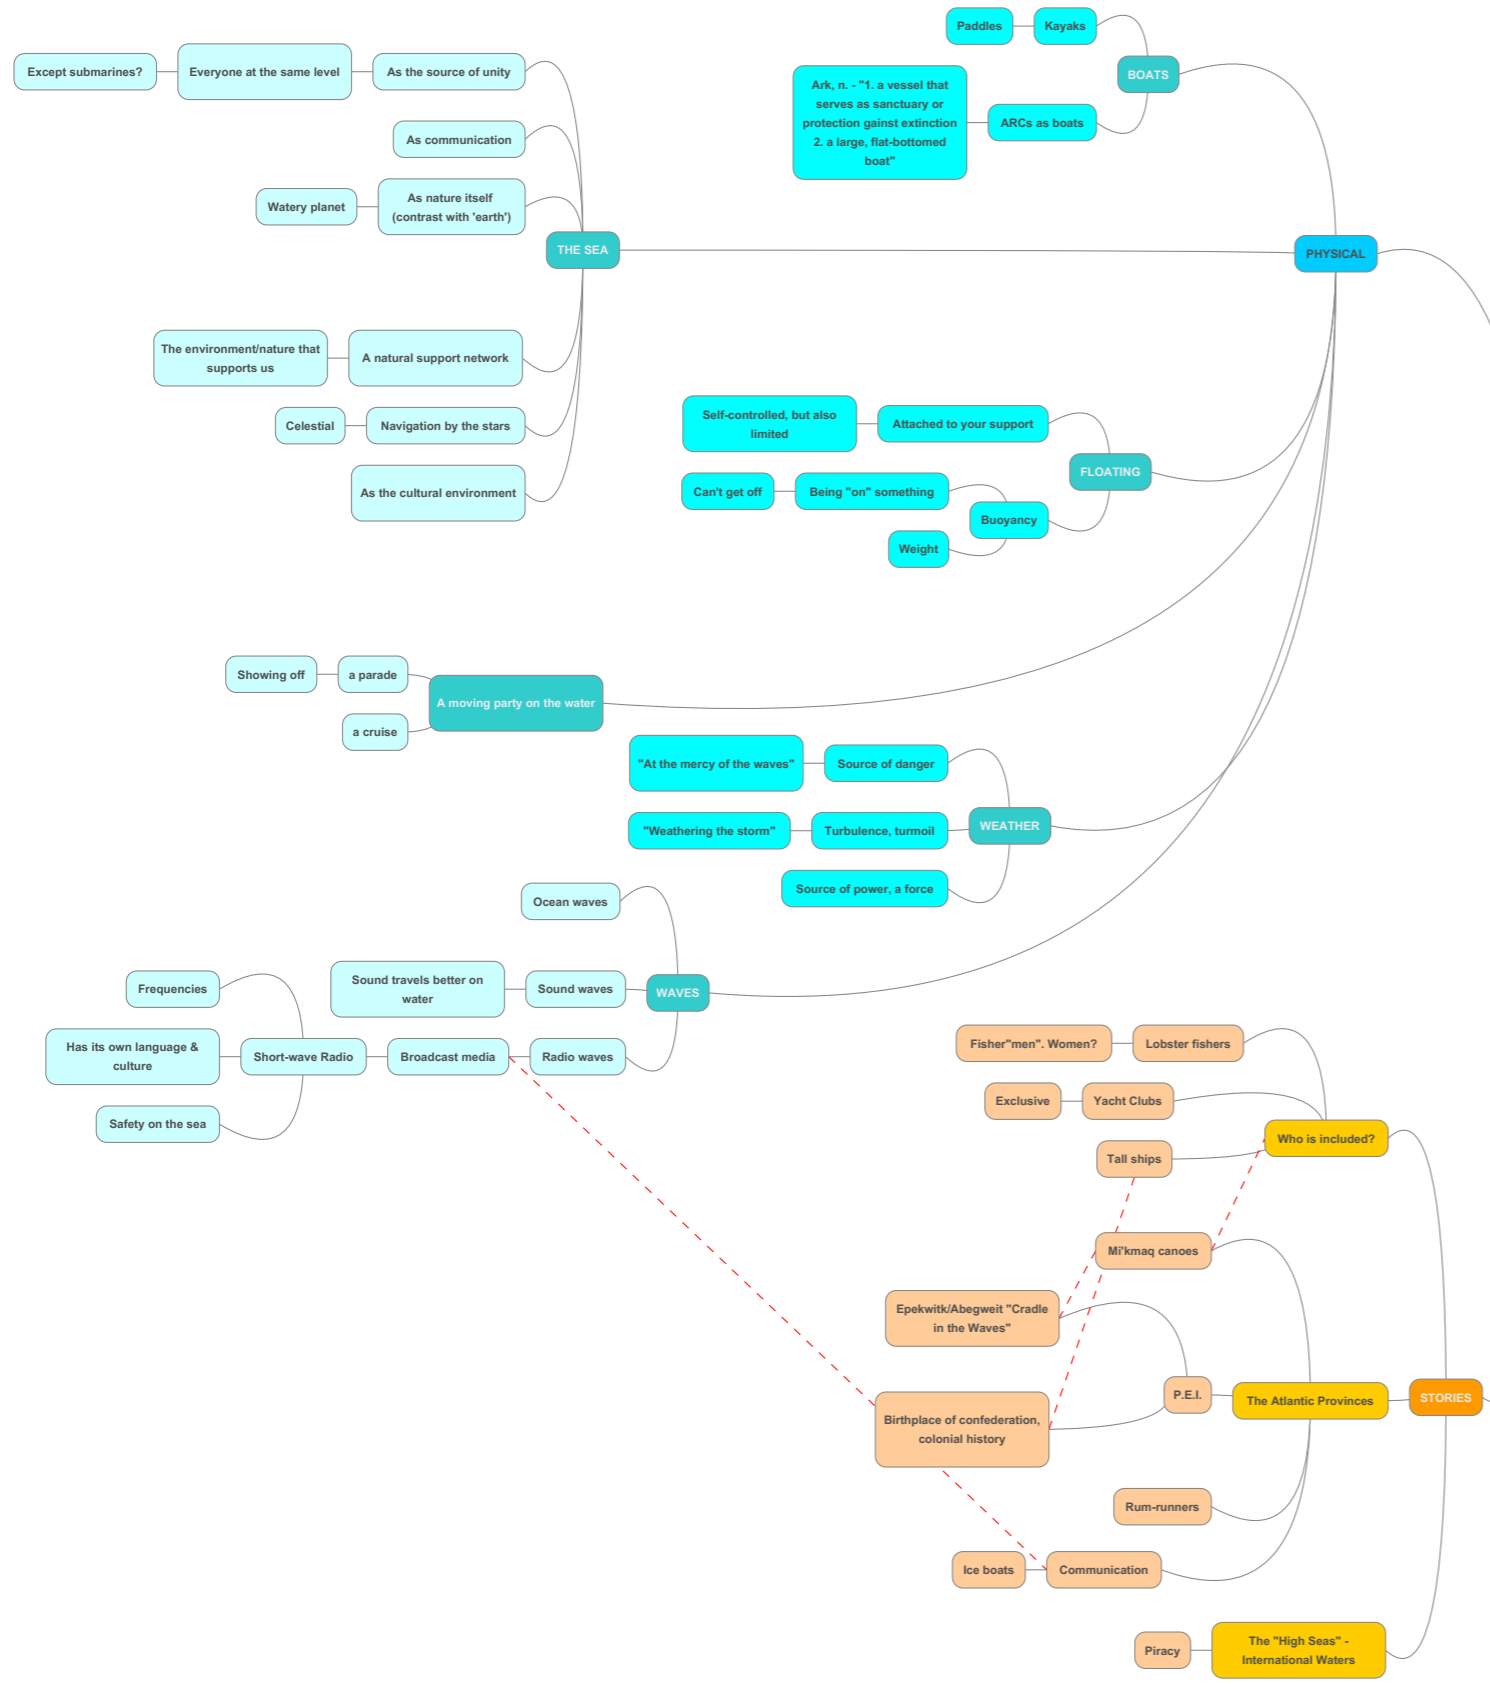 Paddles
Kayaks
BOATS
Ark, n. - "1. a vessel that
serves as sanctuary or
protection gainst extinction
2. a large, flat-bottomed
boat"
ARCs as boats
Except submarines?
Everyone at the same level
As the source of unity
As communication
Watery planet
As nature itself
(contrast with 'earth')
THE SEA
PHYSICAL
The environment/nature that
supports us
A natural support network
Celestial
Navigation by the stars
As the cultural environment
Self-controlled, but also
limited
Attached to your support
FLOATING
Can't get off
Being "on" something
Buoyancy
Weight
Showing off
a parade
A moving party on the water
a cruise
"At the mercy of the waves"
Source of danger
"Weathering the storm"
Turbulence, turmoil
WEATHER
Source of power, a force
Ocean waves
Sound travels better on
water
Sound waves
WAVES
Frequencies
Has its own language &
culture
Short-wave Radio
Broadcast media
Radio waves
Safety on the sea
Fisher"men". Women?
Lobster fishers
Exclusive
Yacht Clubs
Who is included?
Tall ships
Mi'kmaq canoes
Epekwitk/Abegweit "Cradle
in the Waves"
P.E.I.
The Atlantic Provinces
STORIES
Birthplace of confederation,
colonial history
Rum-runners
Ice boats
Communication
Piracy
The "High Seas" -
International Waters